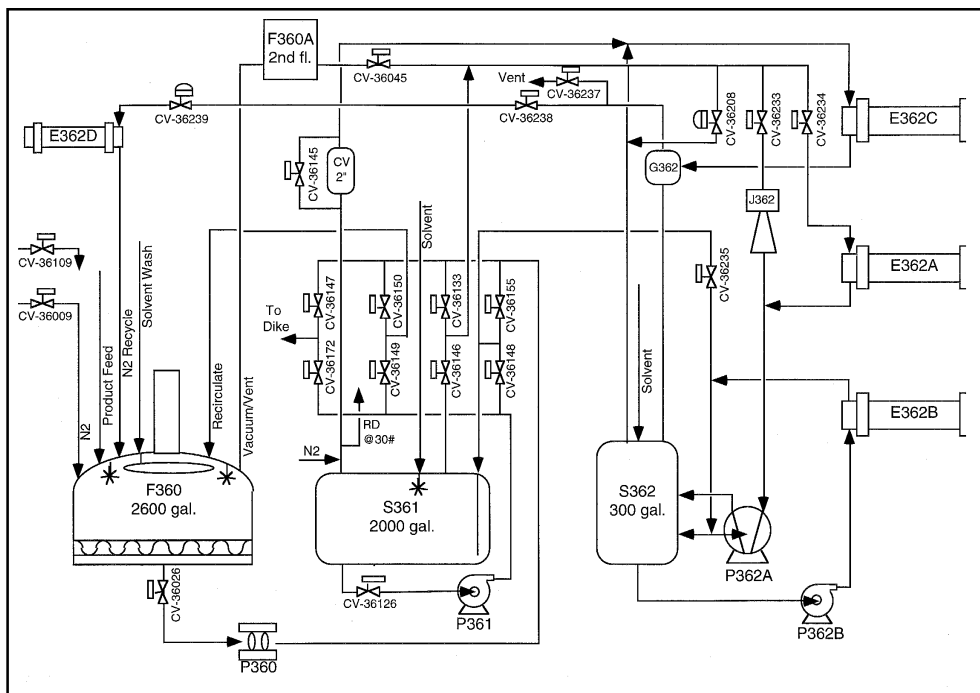 F360A
2nd fl.
CV-36045
Vent
CV-36237
CV-36239
CV-36238
CV-36208
CV-36233
CV-36234
E362D
E362C
CV-36145
CV
2"
G362
J362
CV-36109
Solvent Wash
Solvent
CV-36235
E362A
CV-36009
CV-36147
CV-36150
CV-36133
CV-36155
To
Dike
N2
Product Feed
N2 Recycle
Recirculate
Vacuum/Vent
CV-36172
CV-36149
CV-36146
CV-36148
Solvent
E362B
RD
@30#
N2
F360
2600 gal.
S361
2000 gal.
S362
300 gal.
P362A
CV-36026
CV-36126
P361
P362B
P360